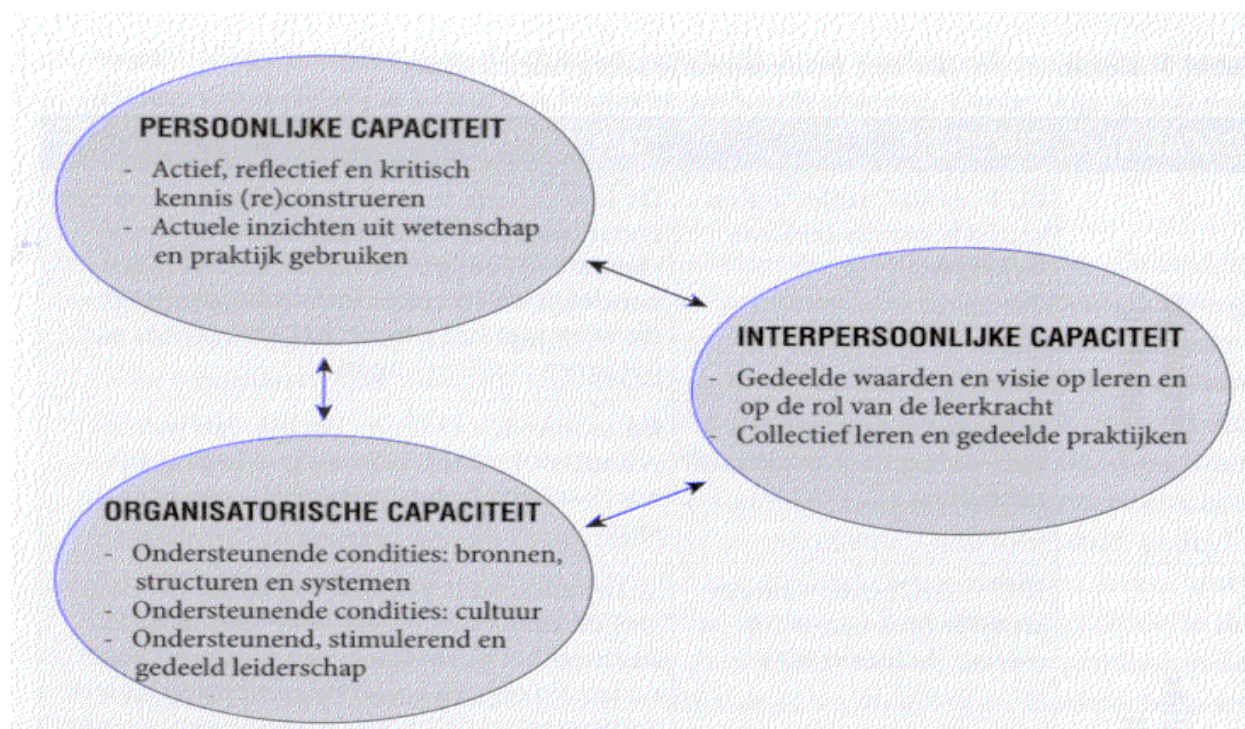 PERSOONLIJKE CAPACITEIT
- Actief, reflectief en kritisch
kennis (re)construeren
- Actuele inzichten uit wetenschap
en praktijk gebruiken
INTERPERSOONLIJKE CAPACITEIT
- Gedeelde waarden en visie op leren en
op de rol van de leerkracht
- Collectief leren en gedeelde praktijken
ORGANISATORISCHE CAPACITEIT
- Ondersteunende condities: bronnen,
structuren en systemen
- Ondersteunende condities: cultuur
- Ondersteunend, stimulerend en
gedeeld leiderschap